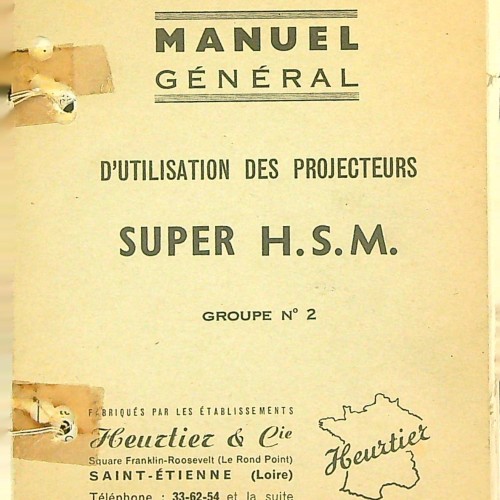 MANUEL
GÉNÉRAL
D'UTILISATION DES PROJECTEURS
SUPER H.S.M.
GROUPE N° 2
FABRIQUÉS PAR LES ÉTABLISSEMENTS
Heurtier & Cie
Square Franklin-Roosevelt (Le Rond Point)
SAINT-ÉTIENNE (Loire)
Téléphone : 33-62-54 et la suite
Heurtier